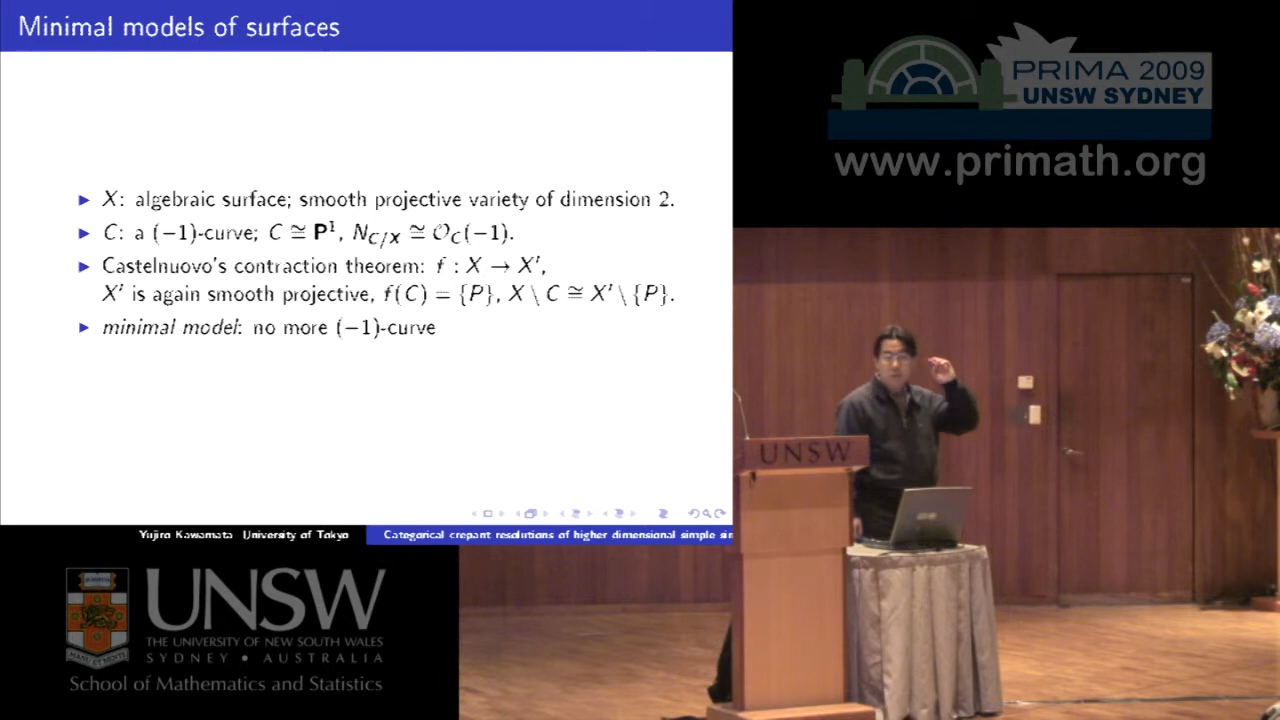 Minimal models of surfaces
X: algebraic surface; smooth projective variety of dimension 2.
C: a (−1)-curve; C ≅ P¹, N_{C/X} ≅ 𝒪_C(−1).
Castelnuovo's contraction theorem: f : X → X′,
X′ is again smooth projective, f(C) = {P}, X \ C ≅ X′ \ {P}.
minimal model: no more (−1)-curve
Yujiro Kawamata University of Tokyo
Categorical crepant resolutions of higher dimensional simple sin
PRIMA 2009
UNSW SYDNEY
www.primath.org
UNSW
UNSW
THE UNIVERSITY OF NEW SOUTH WALES
SYDNEY • AUSTRALIA
School of Mathematics and Statistics